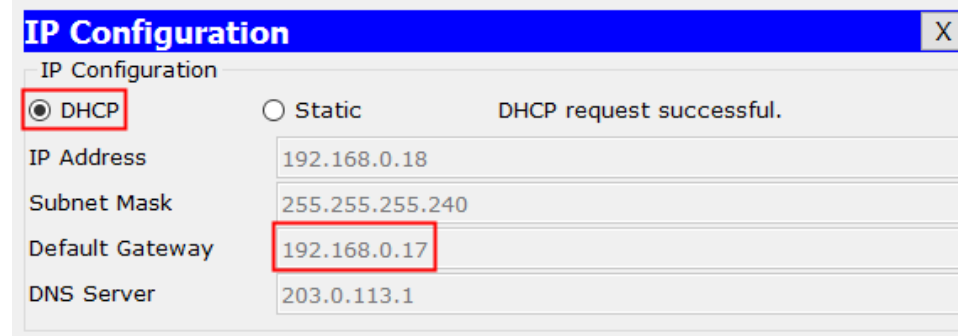 IP Configuration X
IP Configuration
DHCP Static DHCP request successful.
IP Address 192.168.0.18
Subnet Mask 255.255.255.240
Default Gateway 192.168.0.17
DNS Server 203.0.113.1